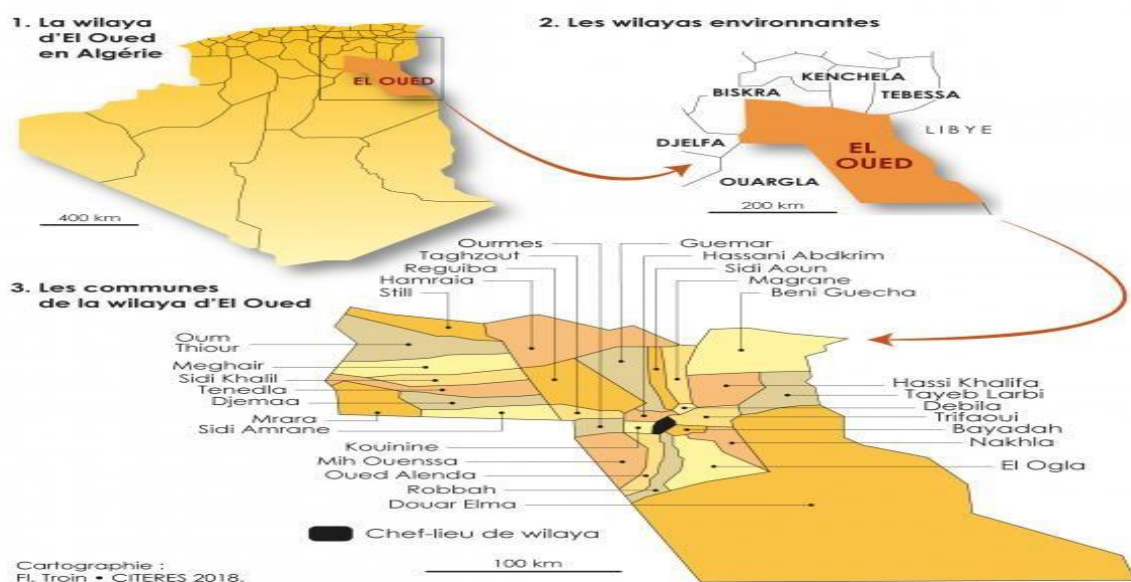 1. La wilaya
d'El Oued
en Algérie
EL OUED
400 km
2. Les wilayas environnantes
KENCHELA
BISKRA
TEBESSA
LIBYE
DJELFA
EL
OUED
OUARGLA
200 km
3. Les communes
de la wilaya d'El Oued
Ourmes
Taghzout
Reguiba
Hamraia
Still
Guemar
Hassani Abdkrim
Sidi Aoun
Magrane
Beni Guecha
Oum
Thiour
Meghair
Sidi Khalil
Tenedla
Djemaa
Mrara
Sidi Amrane
Kouinine
Mih Ouenssa
Oued Alenda
Robbah
Douar Elma
Hassi Khalifa
Tayeb Larbi
Debila
Trifaoui
Bayadah
Nakhla
El Ogla
Chef-lieu de wilaya
100 km
Cartographie :
Fl. Troin • CITERES 2018.